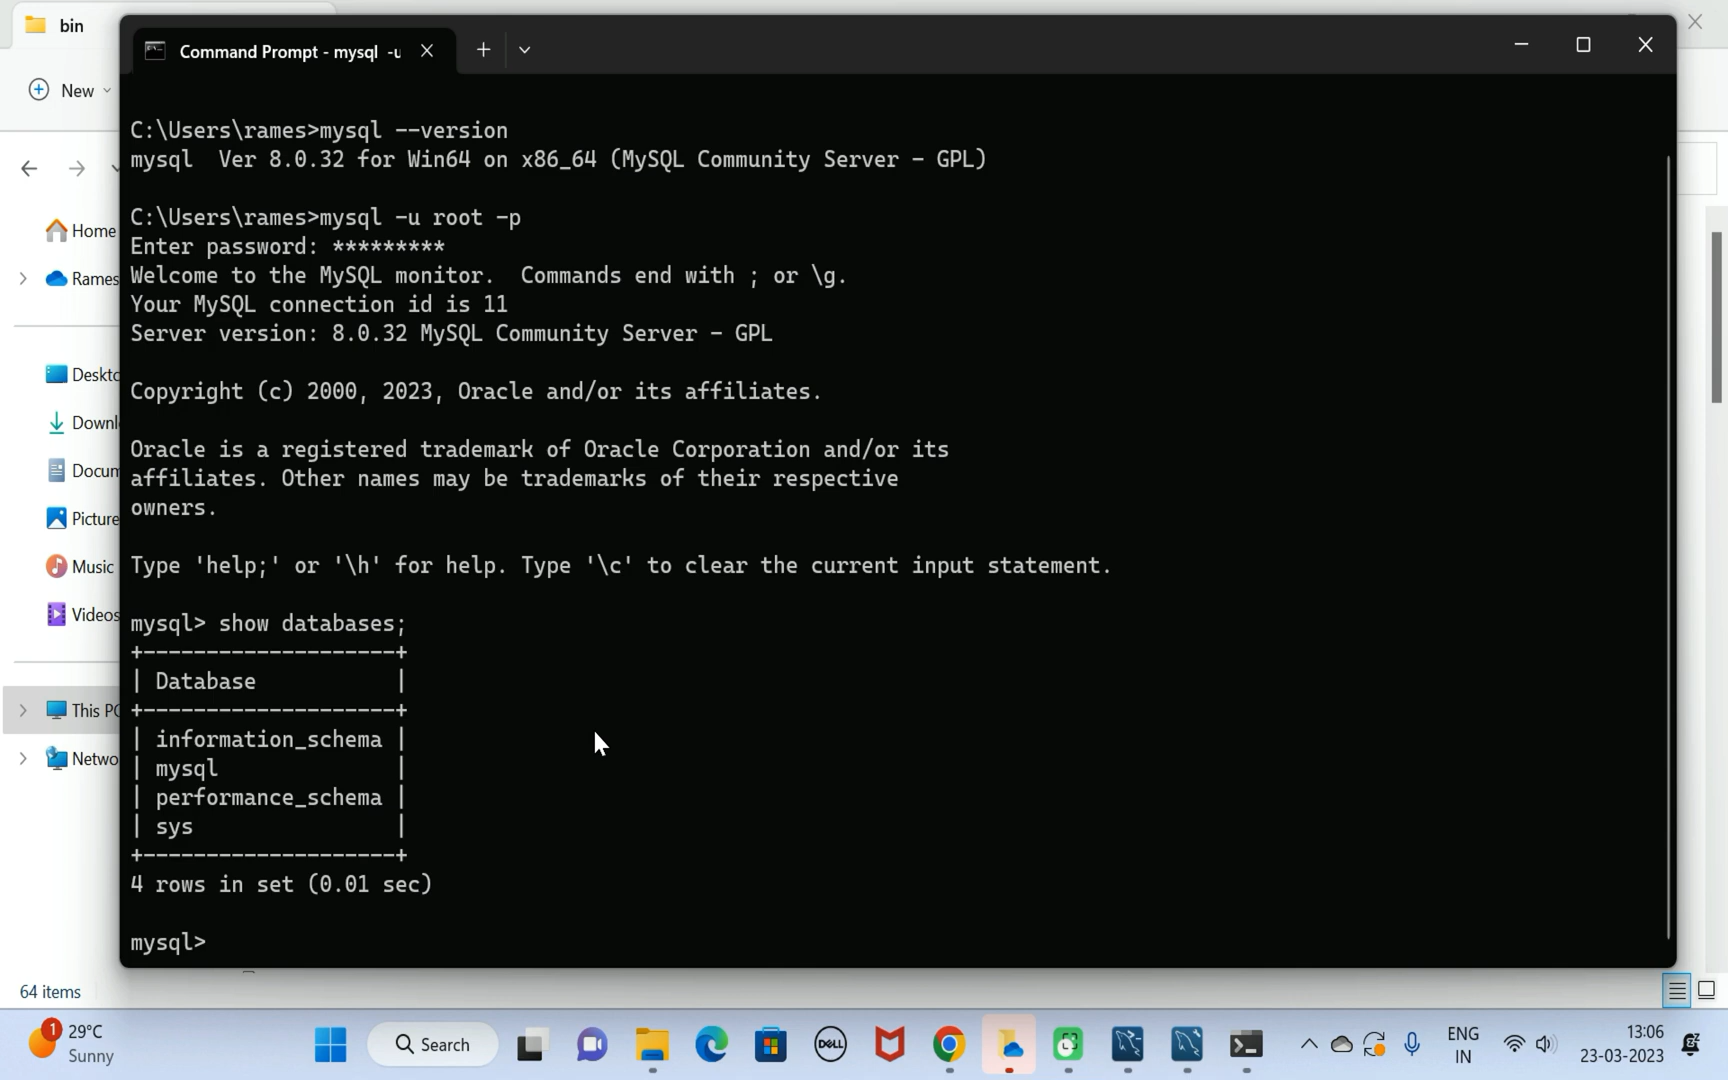 bin
Command Prompt - mysql -u
New
C:\Users\rames>mysql --version
mysql  Ver 8.0.32 for Win64 on x86_64 (MySQL Community Server - GPL)
C:\Users\rames>mysql -u root -p
Enter password: *********
Welcome to the MySQL monitor.  Commands end with ; or \g.
Your MySQL connection id is 11
Server version: 8.0.32 MySQL Community Server - GPL
Copyright (c) 2000, 2023, Oracle and/or its affiliates.
Oracle is a registered trademark of Oracle Corporation and/or its
affiliates. Other names may be trademarks of their respective
owners.
Type 'help;' or '\h' for help. Type '\c' to clear the current input statement.
mysql> show databases;
+--------------------+
| Database           |
+--------------------+
| information_schema |
| mysql              |
| performance_schema |
| sys                |
+--------------------+
4 rows in set (0.01 sec)
mysql>
Home
Rames
Deskto
Downl
Docum
Picture
Music
Videos
This PC
Netwo
64 items
1
29°C
Sunny
Search
DELL
ENG
IN
13:06
23-03-2023